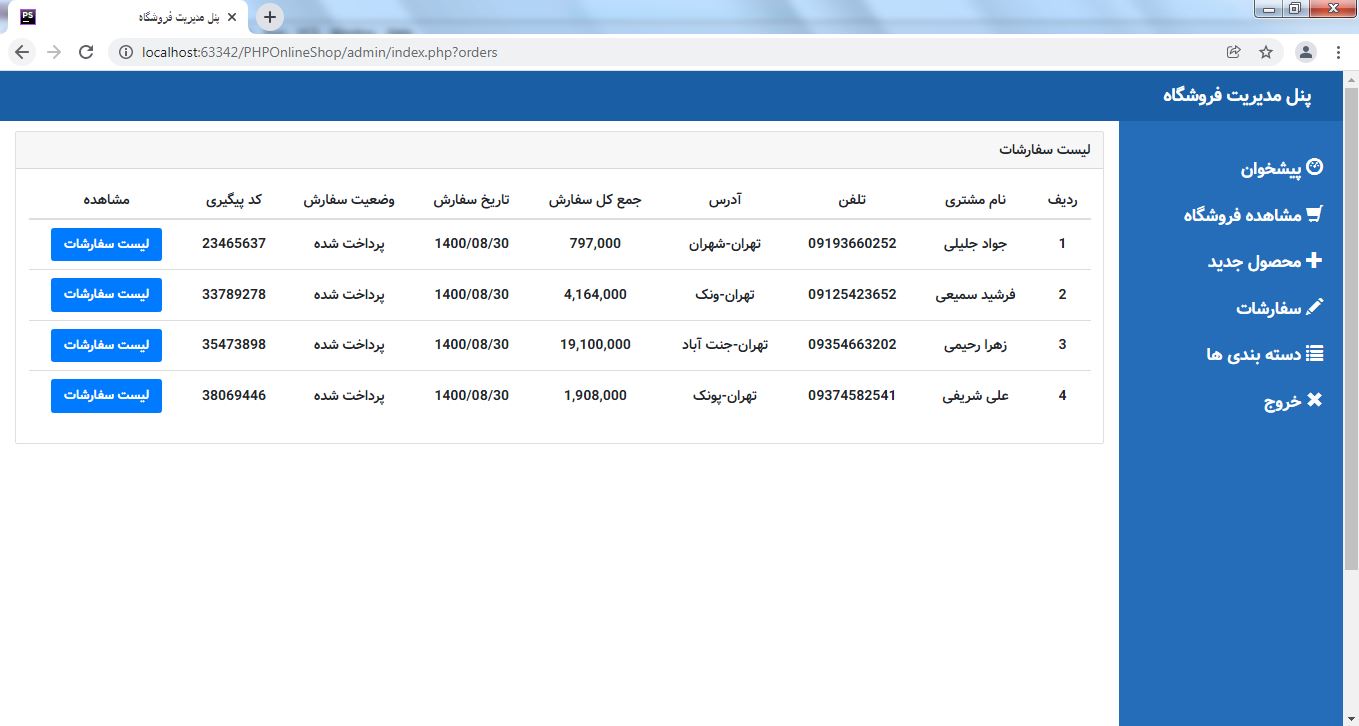 پنل مدیریت فروشگاه
localhost:63342/PHPOnlineShop/admin/index.php?orders
پنل مدیریت فروشگاه
پیشخوان
مشاهده فروشگاه
محصول جدید
سفارشات
دسته بندی ها
خروج
لیست سفارشات
ردیف نام مشتری تلفن آدرس جمع کل سفارش تاریخ سفارش وضعیت سفارش کد پیگیری مشاهده
1 جواد جلیلی 09193660252 تهران-شهران 797,000 1400/08/30 پرداخت شده 23465637 لیست سفارشات
2 فرشید سمیعی 09125423652 تهران-ونک 4,164,000 1400/08/30 پرداخت شده 33789278 لیست سفارشات
3 زهرا رحیمی 09354663202 تهران-جنت آباد 19,100,000 1400/08/30 پرداخت شده 35473898 لیست سفارشات
4 علی شریفی 09374582541 تهران-پونک 1,908,000 1400/08/30 پرداخت شده 38069446 لیست سفارشات